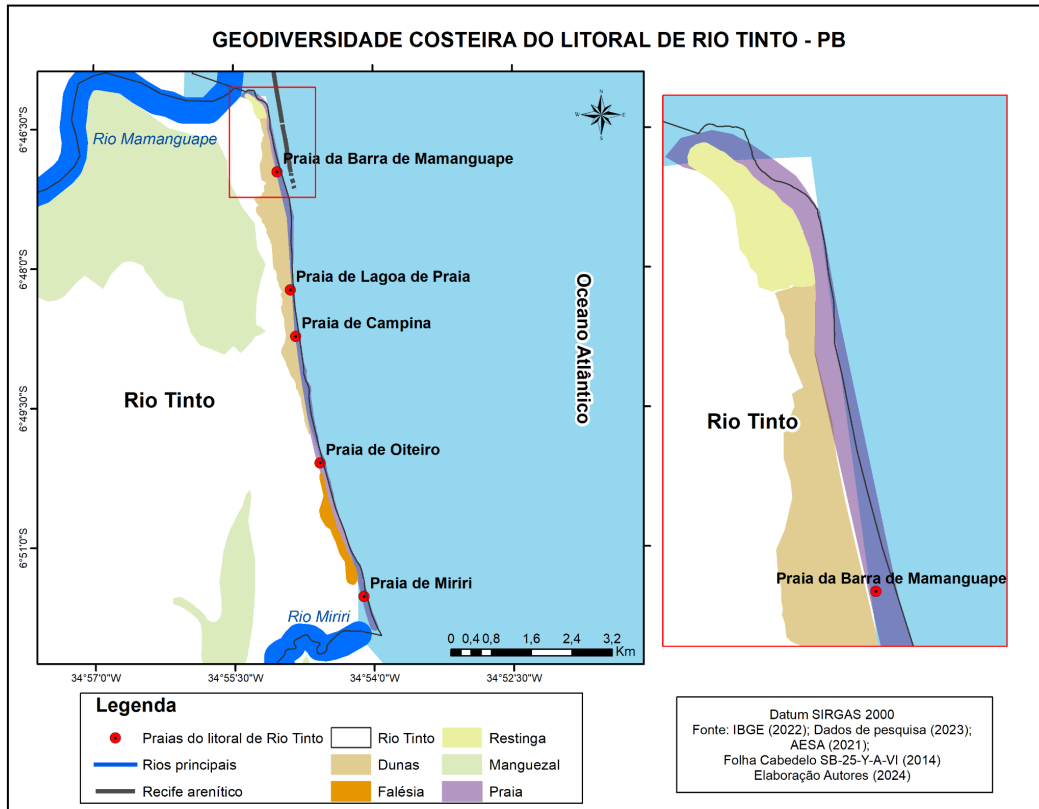 GEODIVERSIDADE COSTEIRA DO LITORAL DE RIO TINTO - PB
6°46'30"S
6°48'0"S
6°49'30"S
6°51'0"S
Rio Mamanguape
N
W
E
S
Praia da Barra de Mamanguape
Praia de Lagoa de Praia
Praia de Campina
Oceano Atlântico
Rio Tinto
Praia de Oiteiro
Praia de Miriri
Rio Miriri
0 0,4 0,8 1,6 2,4 3,2
Km
34°57'0"W 34°55'30"W 34°54'0"W 34°52'30"W
Rio Tinto
Praia da Barra de Mamanguape
Legenda
Praias do litoral de Rio Tinto
Rios principais
Recife arenítico
Rio Tinto
Dunas
Falésia
Restinga
Manguezal
Praia
Datum SIRGAS 2000
Fonte: IBGE (2022); Dados de pesquisa (2023);
AESA (2021);
Folha Cabedelo SB-25-Y-A-VI (2014)
Elaboração Autores (2024)